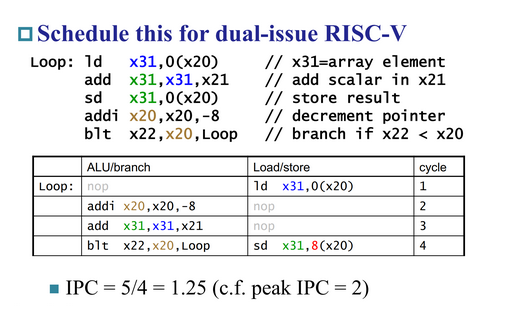 Schedule this for dual-issue RISC-V
Loop: ld x31,0(x20) // x31=array element
add x31,x31,x21 // add scalar in x21
sd x31,0(x20) // store result
addi x20,x20,-8 // decrement pointer
blt x22,x20,Loop // branch if x22 < x20
ALU/branch Load/store cycle
Loop: nop ld x31,0(x20) 1
addi x20,x20,-8 nop 2
add x31,x31,x21 nop 3
blt x22,x20,Loop sd x31,8(x20) 4
IPC = 5/4 = 1.25 (c.f. peak IPC = 2)